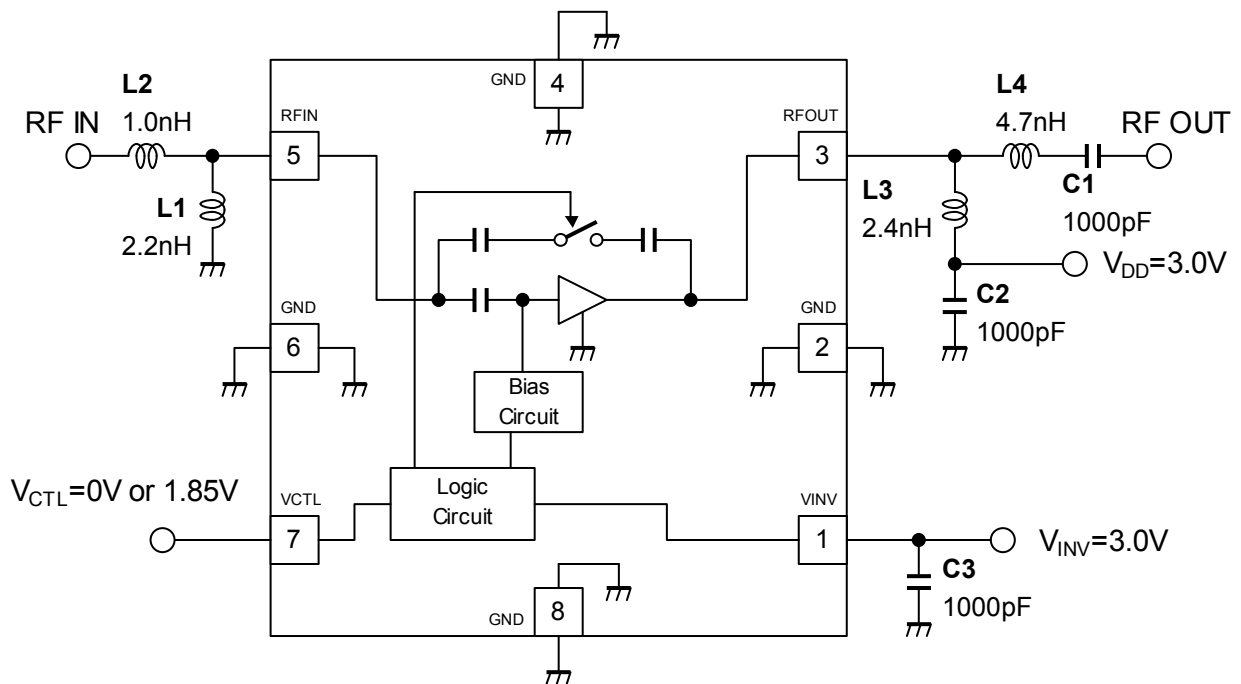 GND
4
L2
1.0nH
RF IN
RFIN
5
L1
2.2nH
RFOUT
3
L4
4.7nH
RF OUT
C1
1000pF
L3
2.4nH
V_DD=3.0V
C2
1000pF
GND
6
GND
2
Bias
Circuit
Logic
Circuit
V_CTL=0V or 1.85V
VCTL
7
VINV
1
V_INV=3.0V
C3
1000pF
GND
8